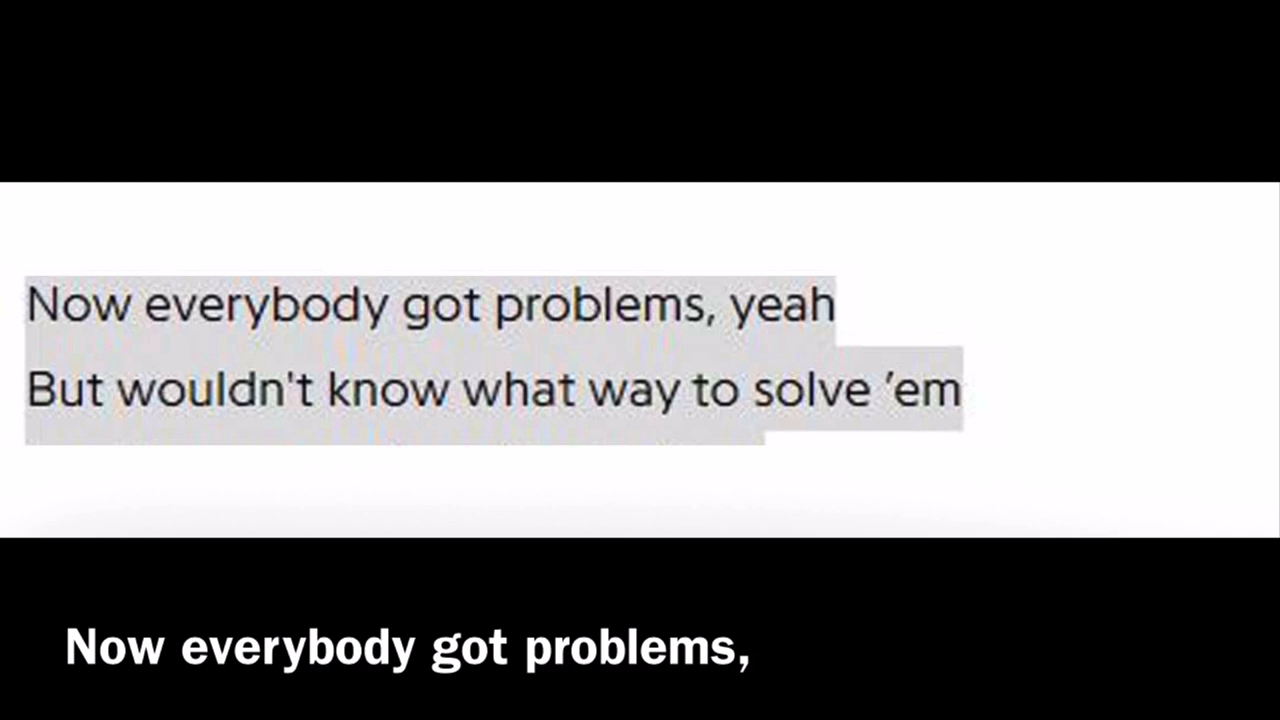 Now everybody got problems, yeah
But wouldn't know what way to solve ’em
Now everybody got problems,